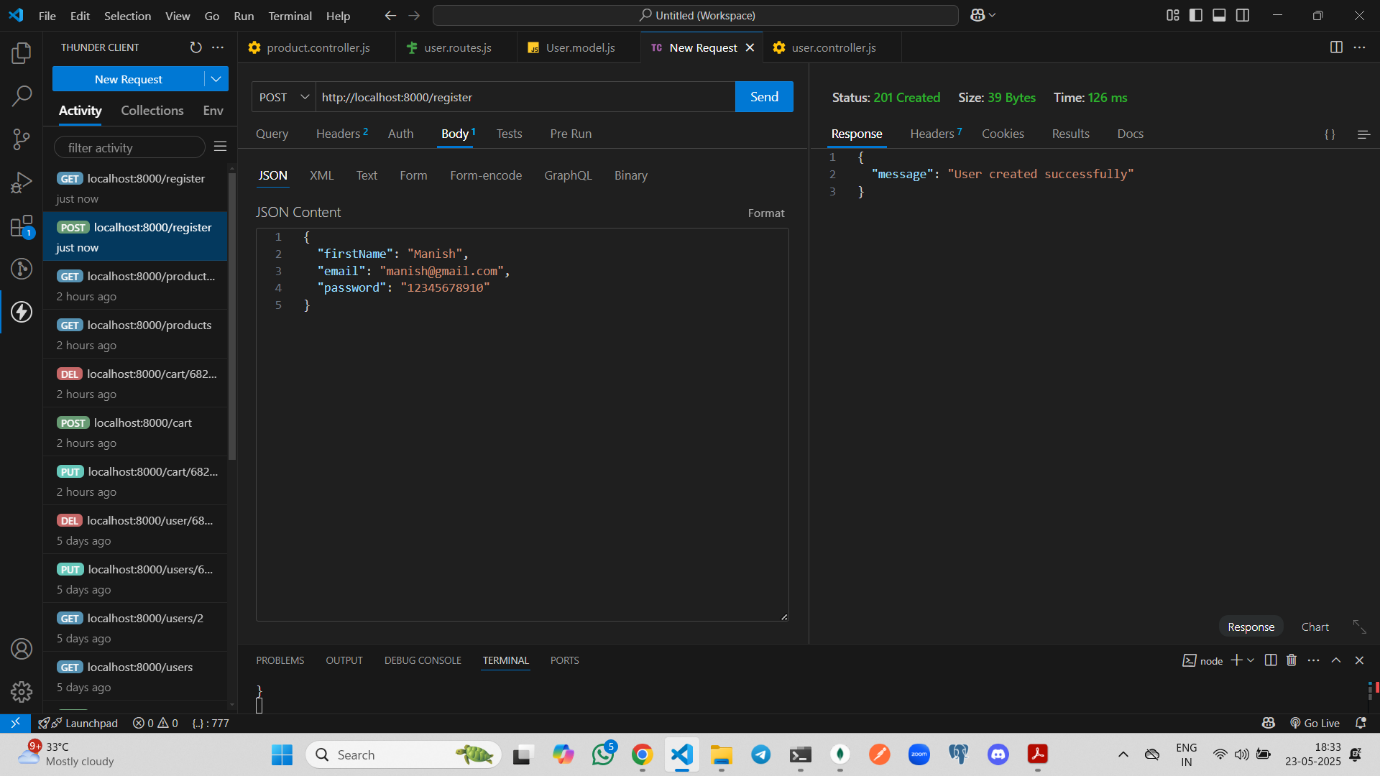 File Edit Selection View Go Run Terminal Help Untitled (Workspace)
THUNDER CLIENT
product.controller.js user.routes.js User.model.js TC New Request user.controller.js
New Request
Activity Collections Env
filter activity
GET localhost:8000/register
just now
POST localhost:8000/register
just now
GET localhost:8000/product...
2 hours ago
GET localhost:8000/products
2 hours ago
DEL localhost:8000/cart/682...
2 hours ago
POST localhost:8000/cart
2 hours ago
PUT localhost:8000/cart/682...
2 hours ago
DEL localhost:8000/user/68...
5 days ago
PUT localhost:8000/users/6...
5 days ago
GET localhost:8000/users/2
5 days ago
GET localhost:8000/users
5 days ago
1
POST http://localhost:8000/register Send
Query Headers 2 Auth Body 1 Tests Pre Run
JSON XML Text Form Form-encode GraphQL Binary
JSON Content Format
1 {
2 "firstName": "Manish",
3 "email": "manish@gmail.com",
4 "password": "12345678910"
5 }
Status: 201 Created Size: 39 Bytes Time: 126 ms
Response Headers 7 Cookies Results Docs { }
1 {
2 "message": "User created successfully"
3 }
Response Chart
PROBLEMS OUTPUT DEBUG CONSOLE TERMINAL PORTS node
}
Launchpad 0 0 {..} : 777 Go Live
9+ 33°C
Mostly cloudy
Search
5
zoom
ENG
IN
18:33
23-05-2025